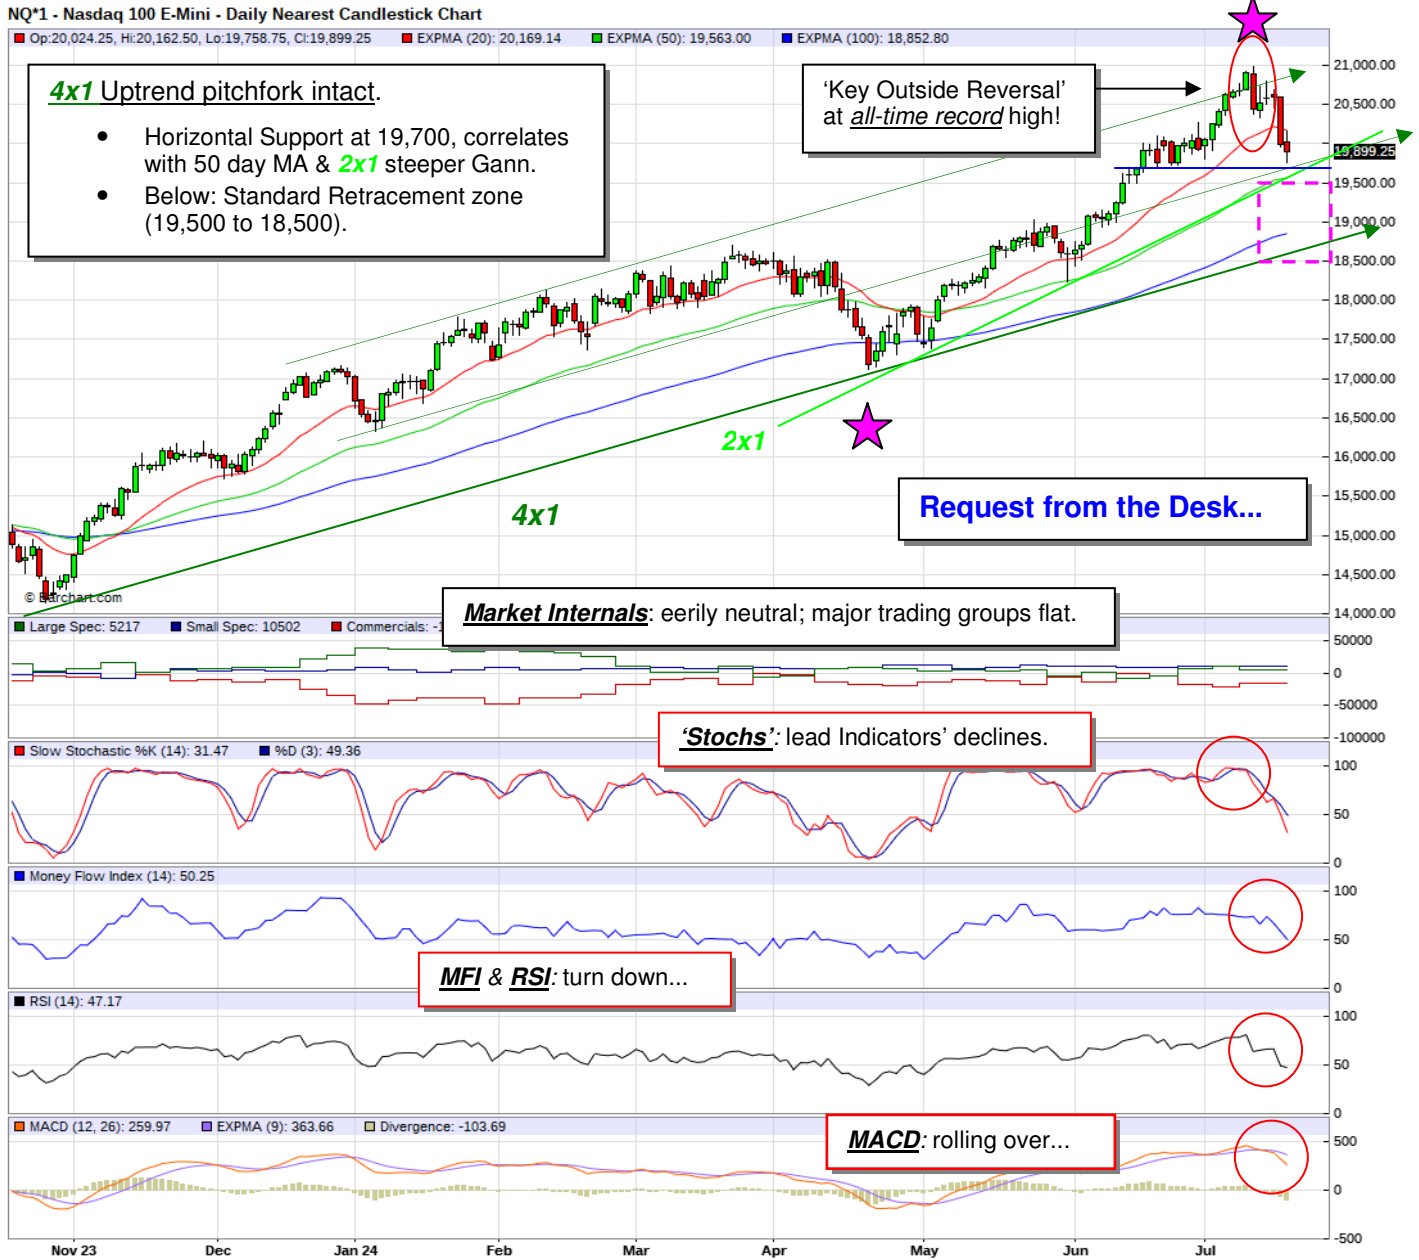 NQ*1 - Nasdaq 100 E-Mini - Daily Nearest Candlestick Chart
Op:20,024.25, Hi:20,162.50, Lo:19,758.75, Cl:19,899.25 EXPMA (20): 20,169.14 EXPMA (50): 19,563.00 EXPMA (100): 18,852.80
4x1 Uptrend pitchfork intact.
• Horizontal Support at 19,700, correlates
with 50 day MA & 2x1 steeper Gann.
• Below: Standard Retracement zone
(19,500 to 18,500).
‘Key Outside Reversal’
at all-time record high!
21,000.00
20,500.00
19,899.25
19,500.00
19,000.00
18,500.00
18,000.00
17,500.00
17,000.00
16,500.00
16,000.00
15,500.00
15,000.00
14,500.00
14,000.00
2x1
4x1
Request from the Desk...
© Barchart.com
Market Internals: eerily neutral; major trading groups flat.
Large Spec: 5217 Small Spec: 10502 Commercials: -1
50000
0
-50000
-100000
‘Stochs’: lead Indicators’ declines.
Slow Stochastic %K (14): 31.47 %D (3): 49.36
100
50
0
Money Flow Index (14): 50.25
100
50
0
MFI & RSI: turn down...
RSI (14): 47.17
100
50
0
MACD (12, 26): 259.97 EXPMA (9): 363.66 Divergence: -103.69
MACD: rolling over...
500
0
-500
Nov 23 Dec Jan 24 Feb Mar Apr May Jun Jul